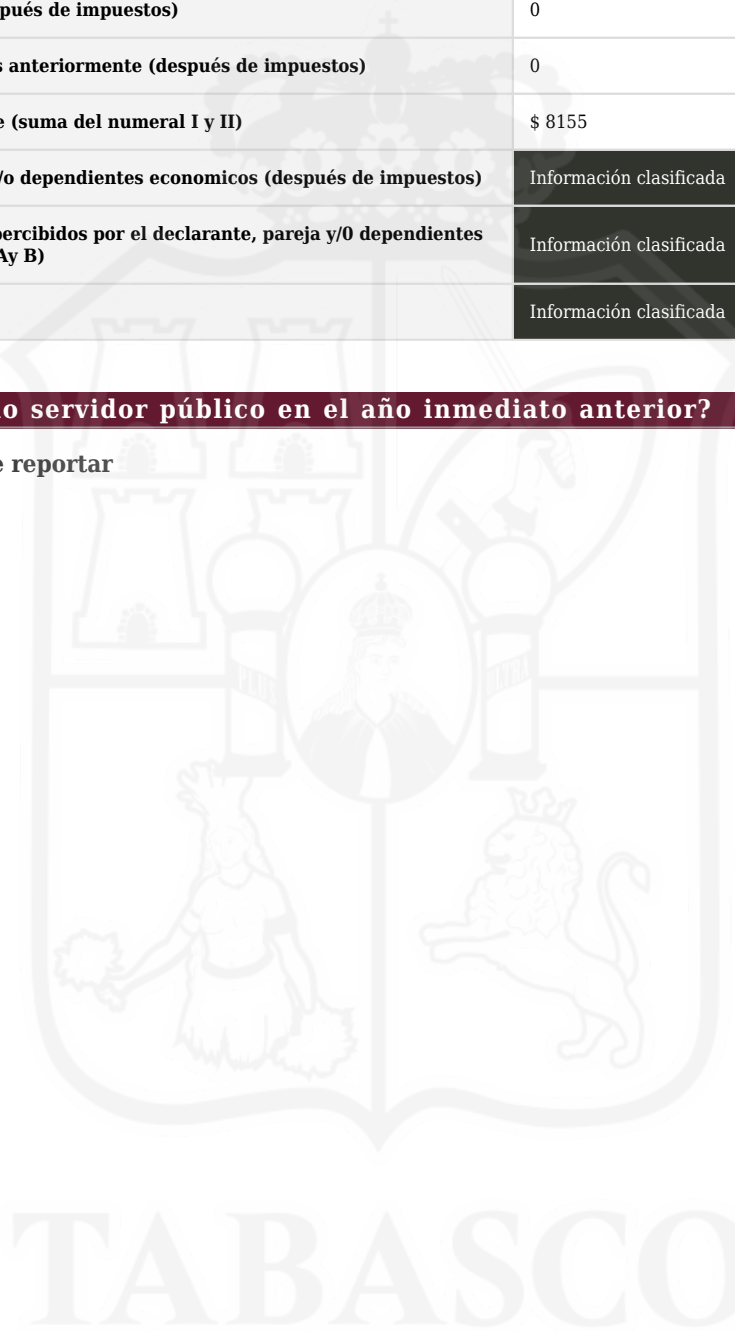 pués de impuestos) 0
s anteriormente (después de impuestos) 0
e (suma del numeral I y II) $ 8155
/o dependientes economicos (después de impuestos) Información clasificada
percibidos por el declarante, pareja y/0 dependientes
Ay B) Información clasificada
Información clasificada
o servidor público en el año inmediato anterior?
e reportar
PLUS ULTRA
TABASCO